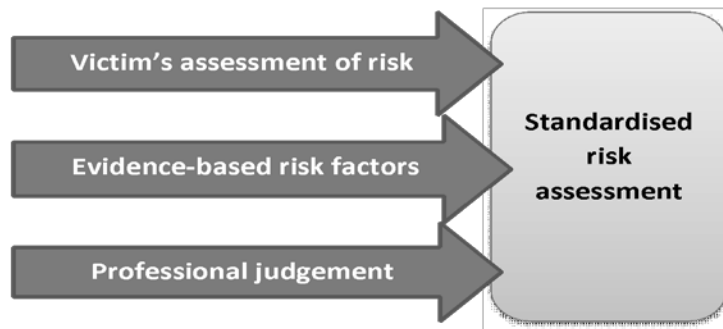 Victim’s assessment of risk
Evidence-based risk factors
Professional judgement
Standardised
risk
assessment